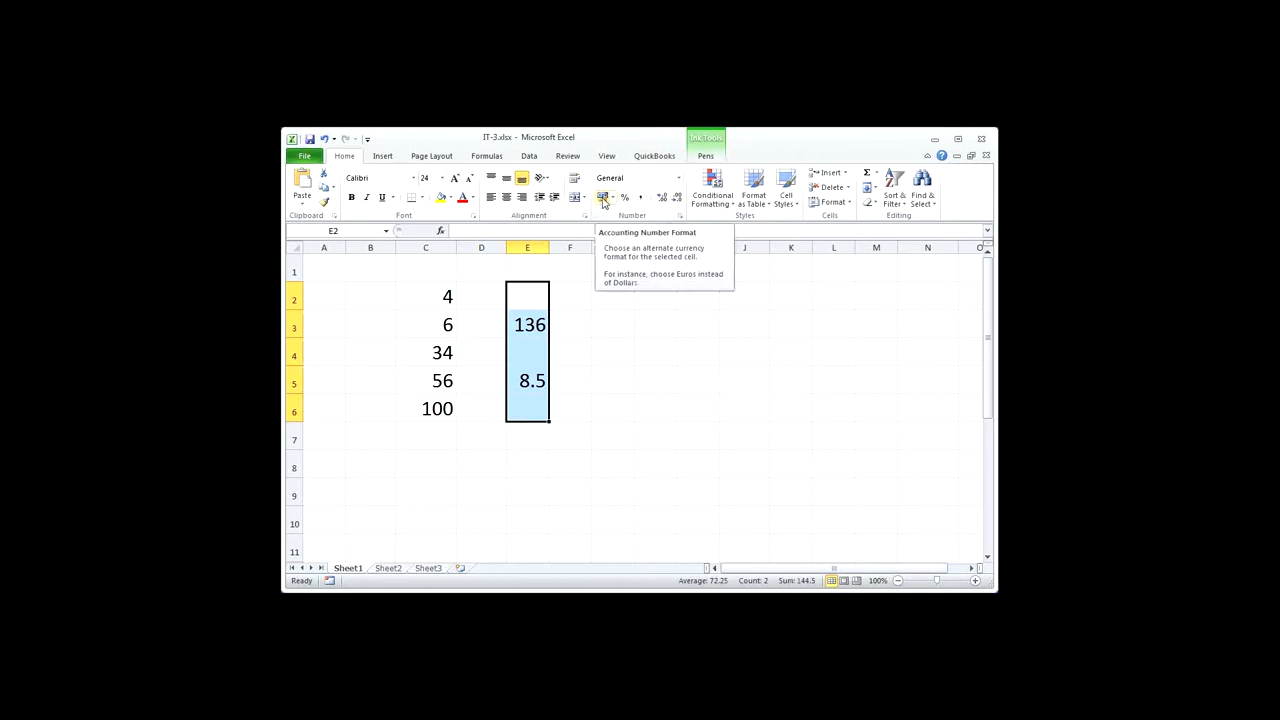 IT-3.xlsx - Microsoft Excel
Ink Tools
File Home Insert Page Layout Formulas Data Review View QuickBooks Pens
Paste
Calibri 24
B I U
General
%
Conditional Formatting
Format as Table
Cell Styles
Insert
Delete
Format
Σ
Sort & Filter
Find & Select
Clipboard Font Alignment Number Styles Cells Editing
E2 fx
Accounting Number Format
Choose an alternate currency
format for the selected cell.
For instance, choose Euros instead
of Dollars.
A B C D E F J K L M N O
1
2 4
3 6 136
4 34
5 56 8.5
6 100
7
8
9
10
11
Sheet1 Sheet2 Sheet3
Ready Average: 72.25 Count: 2 Sum: 144.5 100%